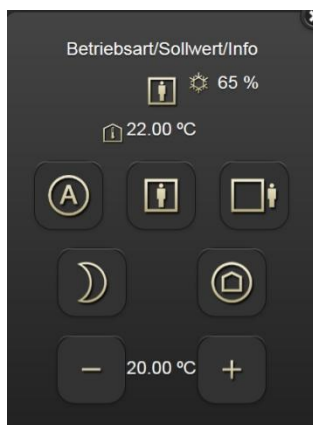 Betriebsart/Sollwert/Info
65 %
22.00 ºC
A
− 20.00 ºC +